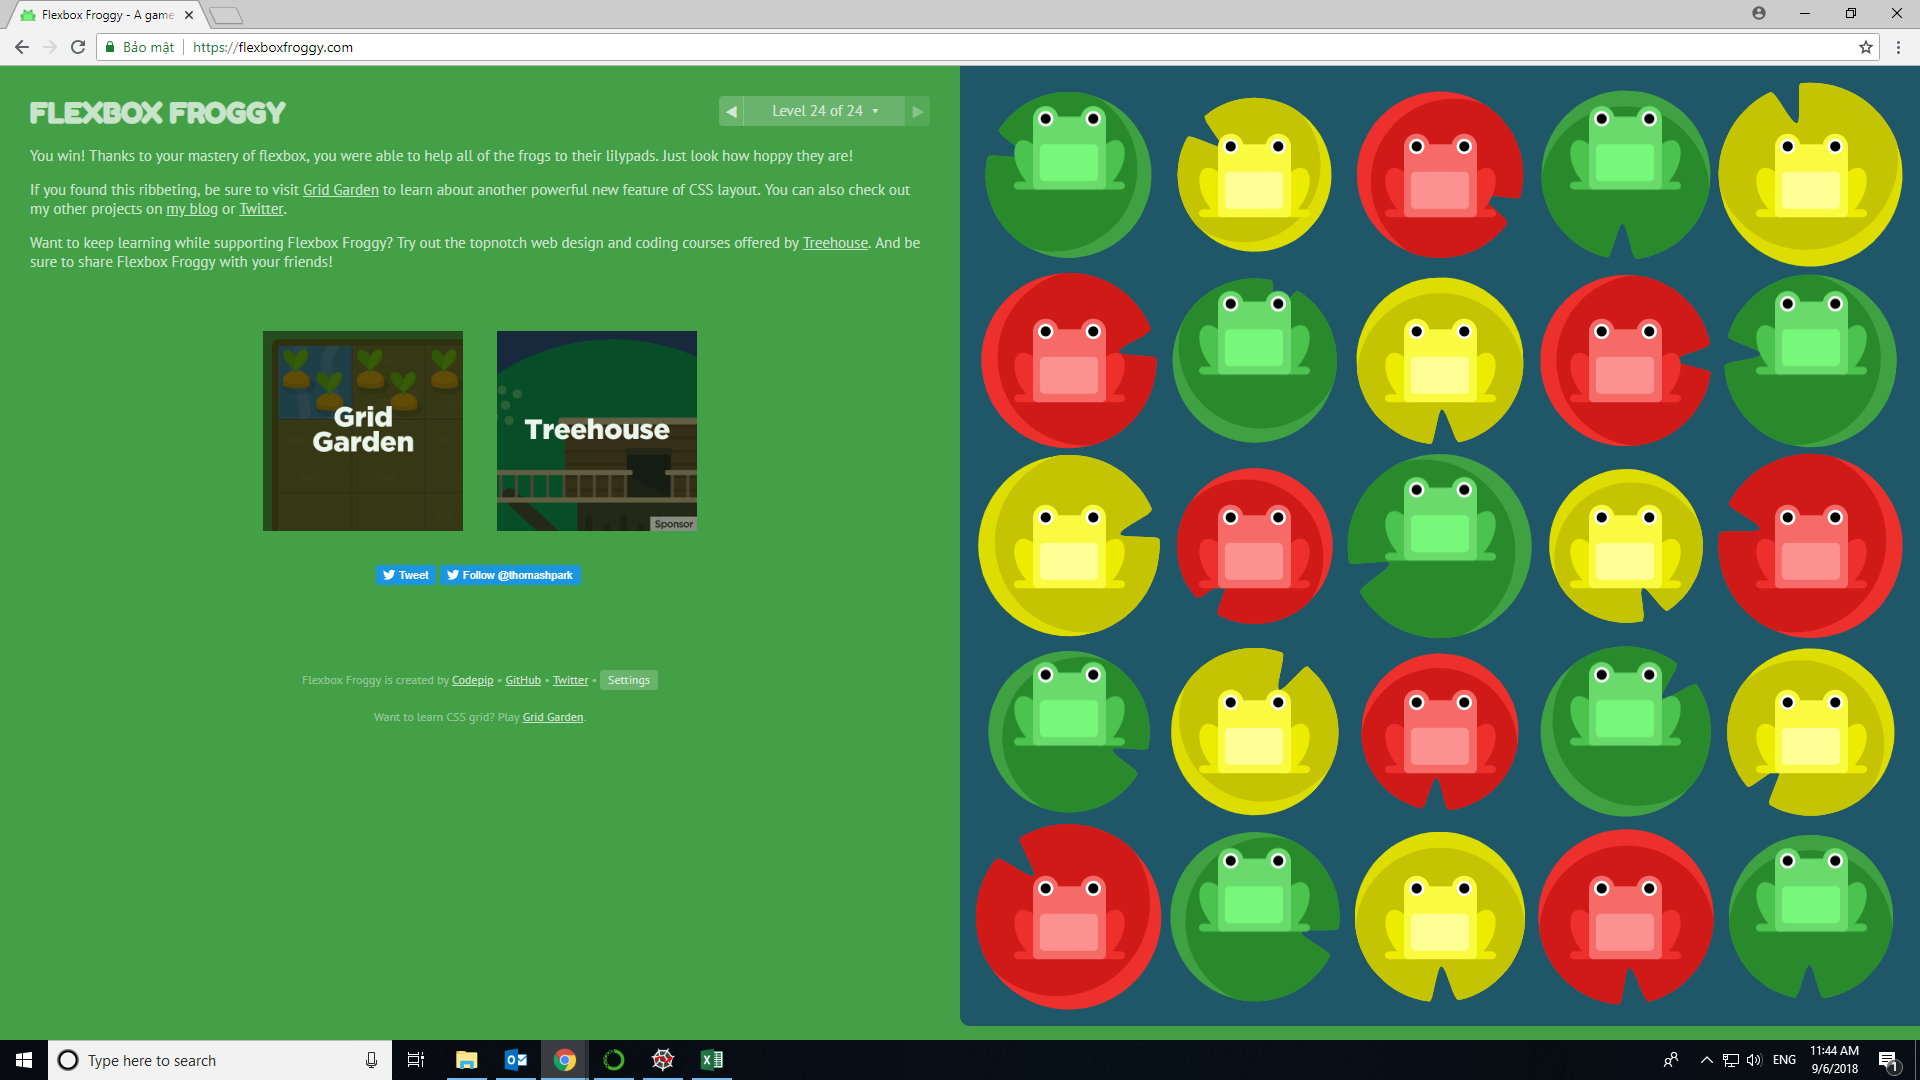 Flexbox Froggy - A game
Bảo mật
https://flexboxfroggy.com
FLEXBOX FROGGY
Level 24 of 24
You win! Thanks to your mastery of flexbox, you were able to help all of the frogs to their lilypads. Just look how hoppy they are!
If you found this ribbeting, be sure to visit Grid Garden to learn about another powerful new feature of CSS layout. You can also check out
my other projects on my blog or Twitter.
Want to keep learning while supporting Flexbox Froggy? Try out the topnotch web design and coding courses offered by Treehouse. And be
sure to share Flexbox Froggy with your friends!
Grid
Garden
Treehouse
Sponsor
Tweet
Follow @thomashpark
Flexbox Froggy is created by Codepip • GitHub • Twitter • Settings
Want to learn CSS grid? Play Grid Garden.
Type here to search
ENG
11:44 AM
9/6/2018
1